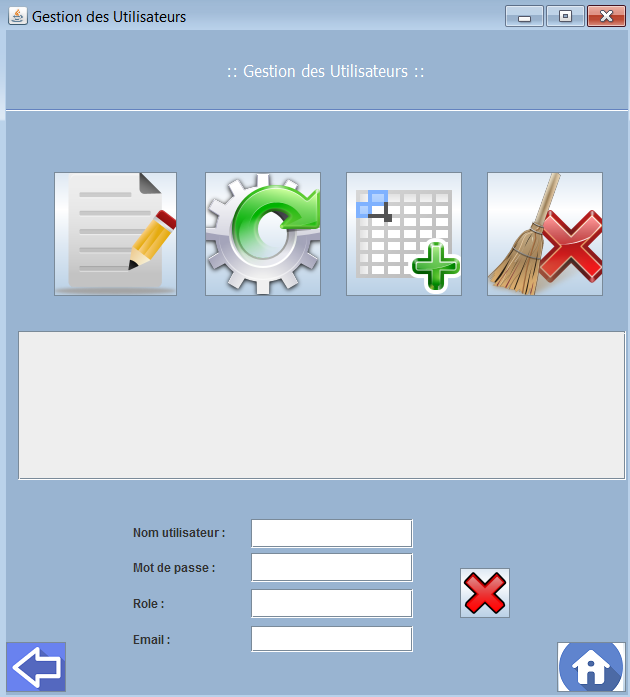 Gestion des Utilisateurs
:: Gestion des Utilisateurs ::
Nom utilisateur :
Mot de passe :
Role :
Email :